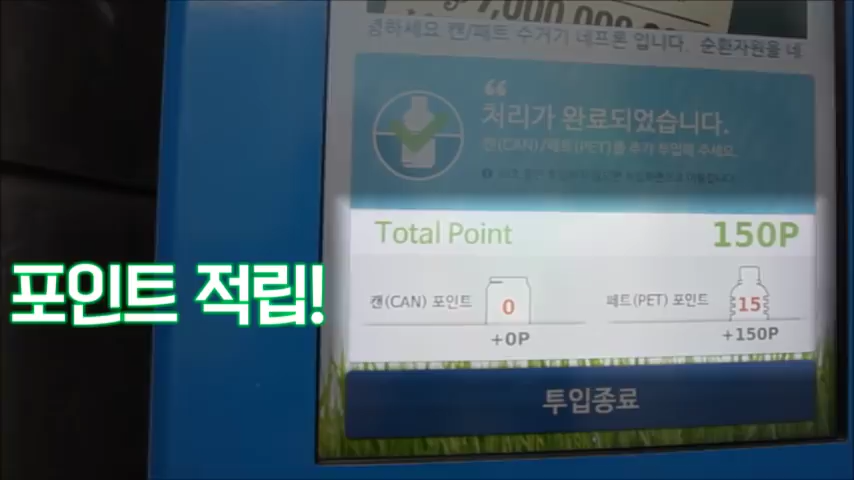 7,000,000
하세요 캔/페트 수거기 네프론 입니다. 순환자원을 네
“
처리가 완료되었습니다.
캔(CAN)/페트(PET)를 추가 투입해 주세요.
Total Point 150P
포인트 적립!
캔(CAN) 포인트 0
+0P
페트(PET) 포인트 15
+150P
투입종료